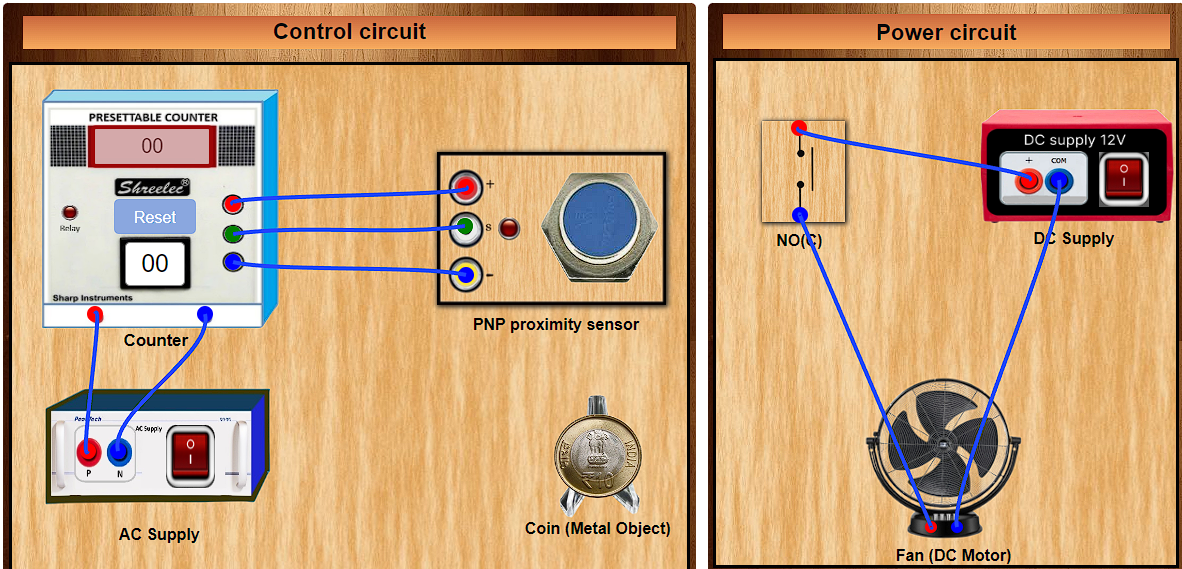 Control circuit
PRESETTABLE COUNTER
00
Shreelec®
Reset
Relay
00
Sharp Instruments
Counter
+
s
-
PNP proximity sensor
AC Supply
O
I
P
N
AC Supply
INDIA
₹10
Coin (Metal Object)
Power circuit
NO(C)
DC supply 12V
+
COM
O
I
DC Supply
Fan (DC Motor)